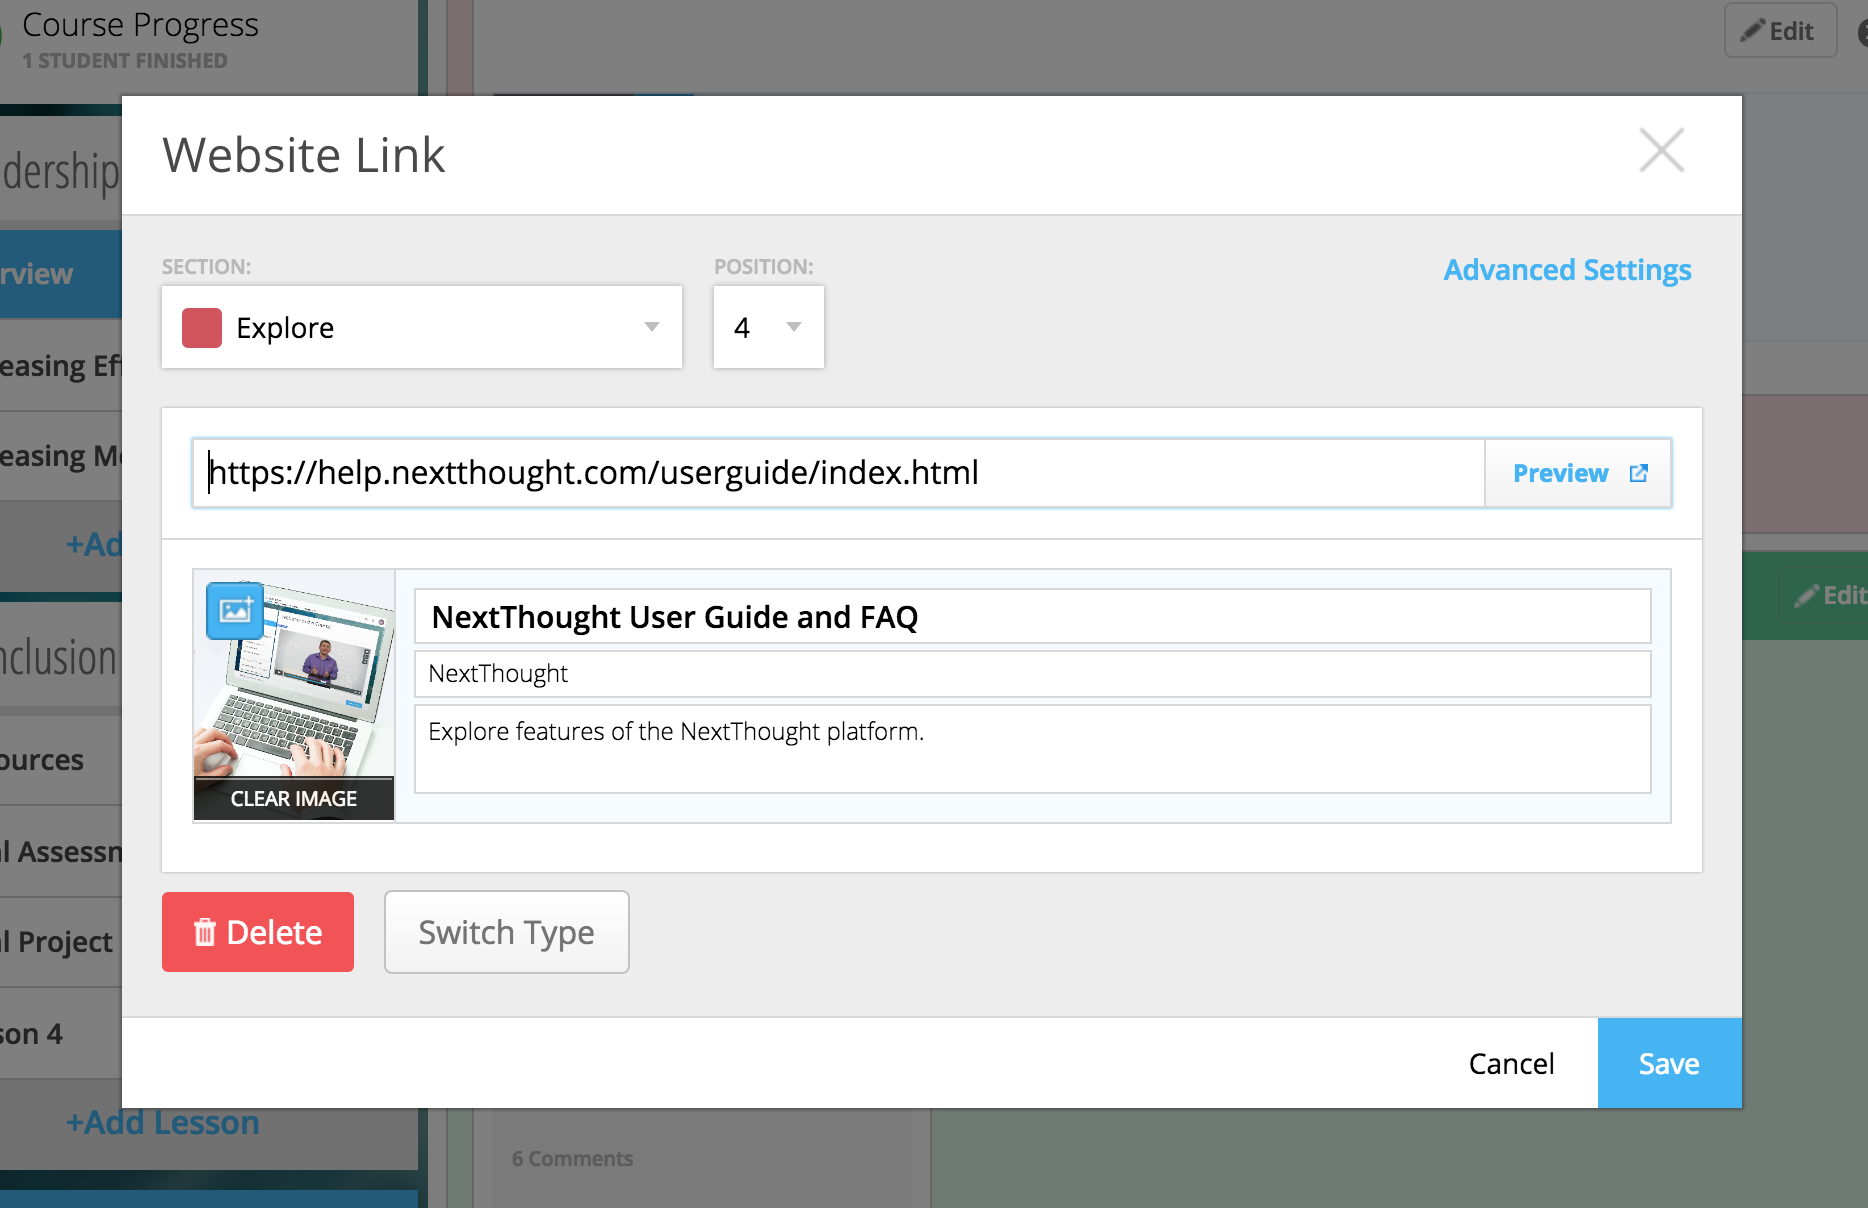 Course Progress
1 STUDENT FINISHED
Edit
Website Link
dership
SECTION:
POSITION:
Advanced Settings
rview
Explore
4
easing Eff
easing Mo
https://help.nextthought.com/userguide/index.html
Preview
+Ad
Edit
NextThought User Guide and FAQ
NextThought
nclusion
Explore features of the NextThought platform.
ources
CLEAR IMAGE
l Assessn
l Project
Delete
Switch Type
son 4
Cancel
Save
+Add Lesson
6 Comments